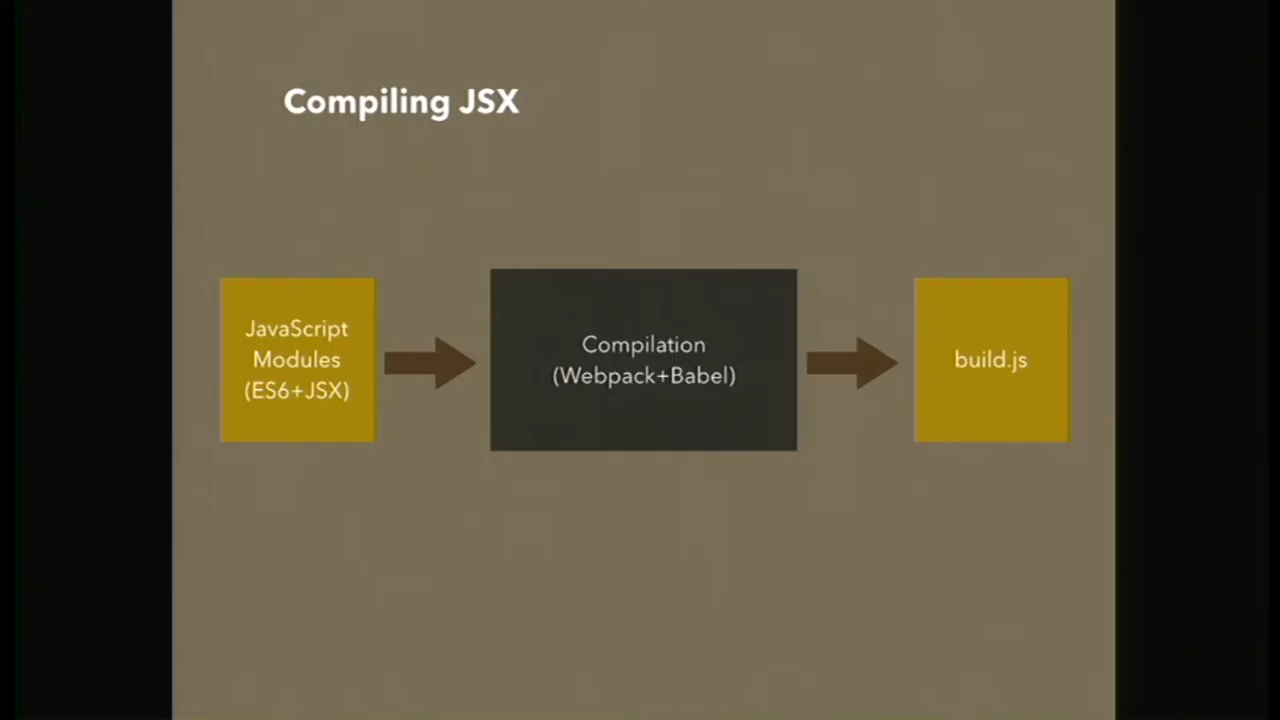 Compiling JSX
JavaScript
Modules
(ES6+JSX)
Compilation
(Webpack+Babel)
build.js